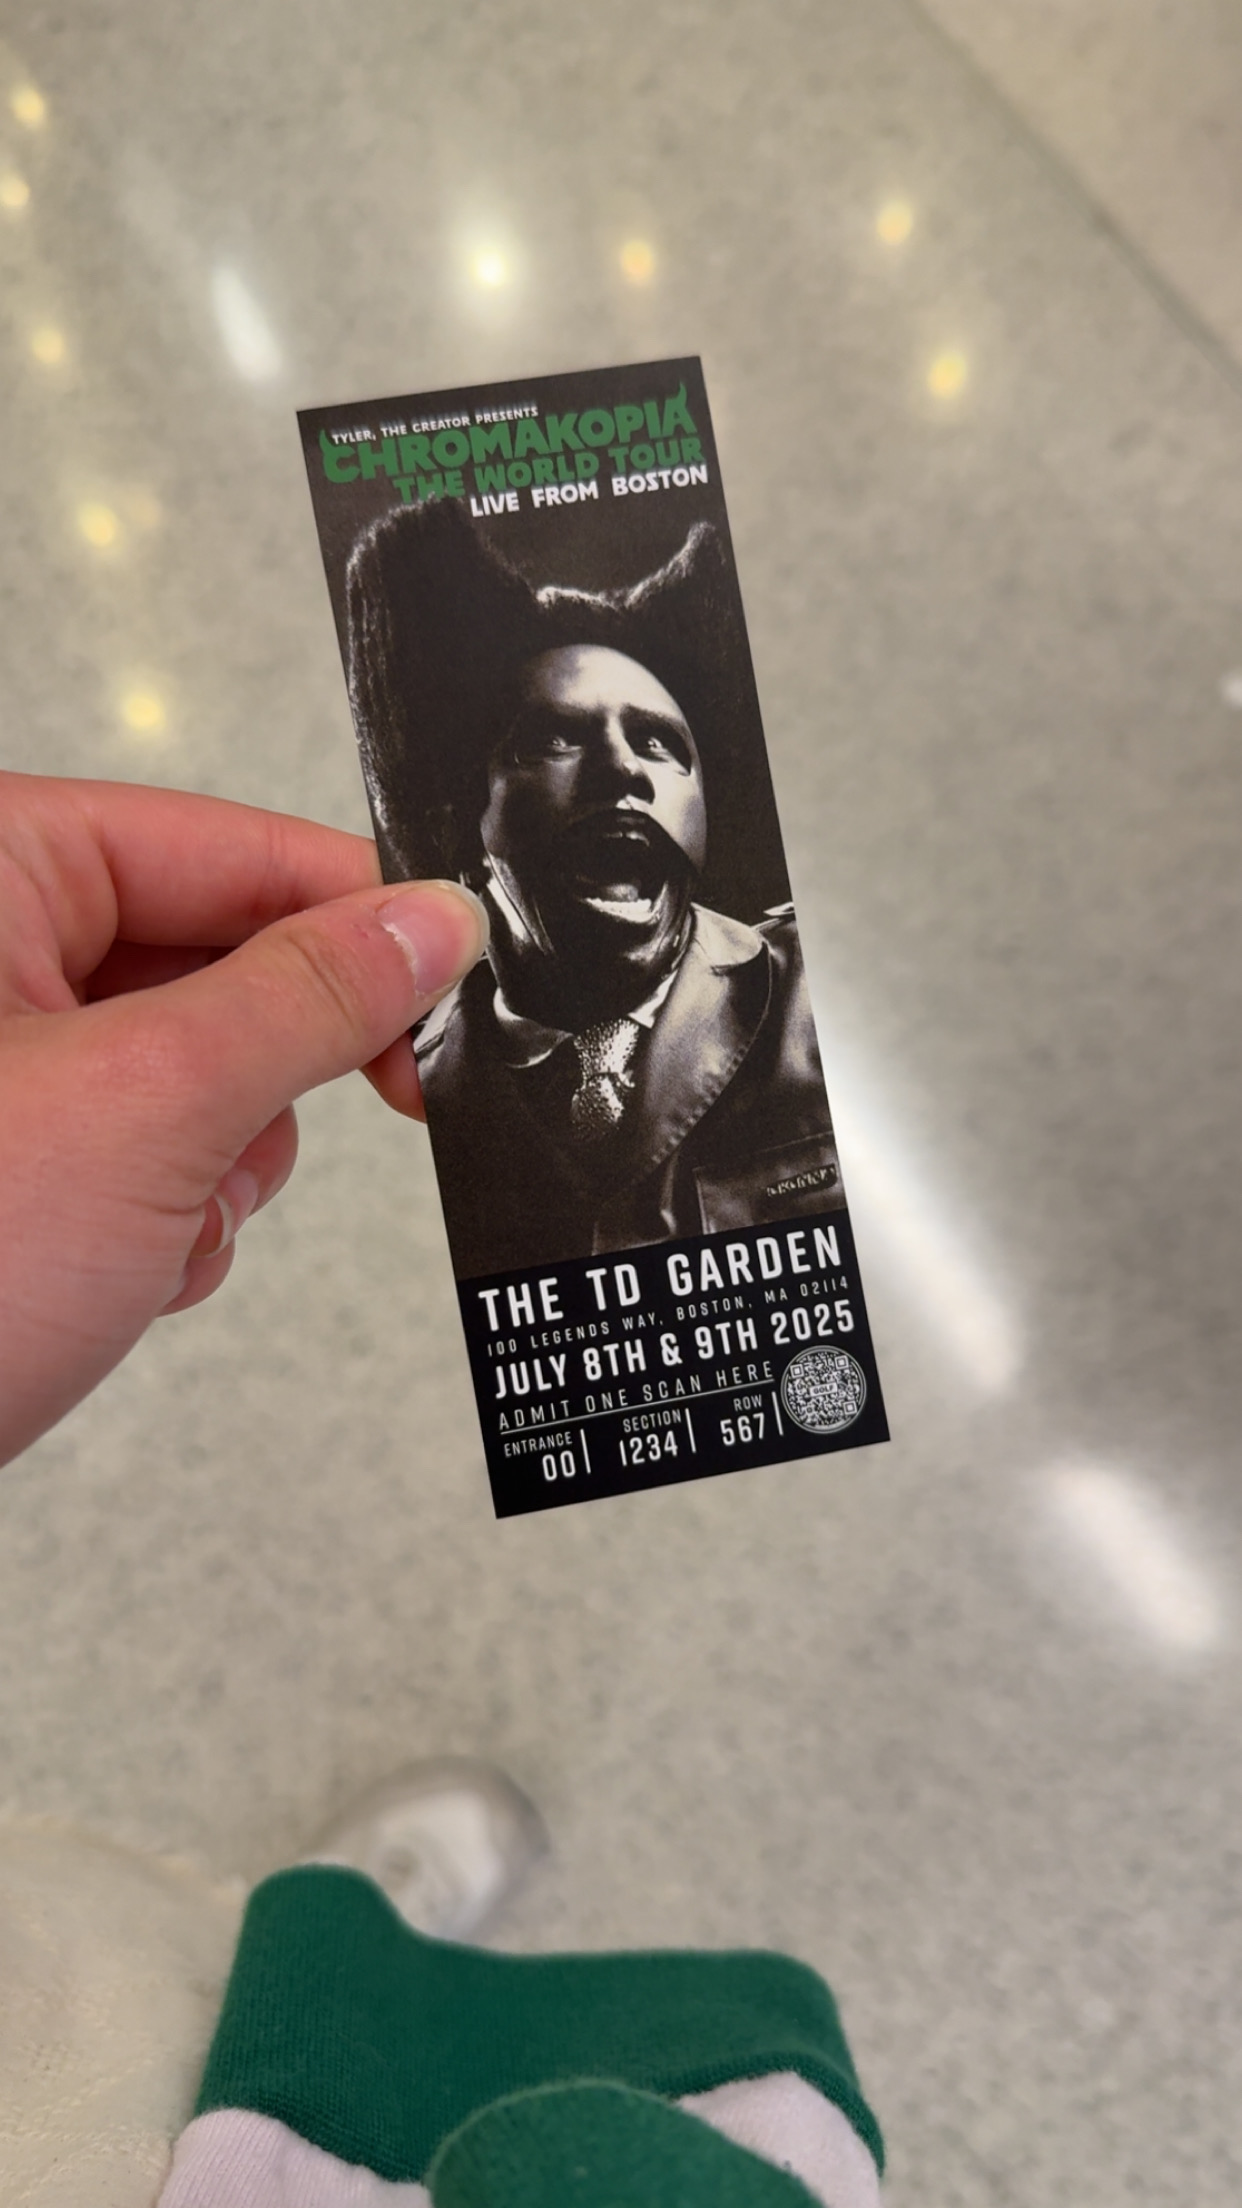 TYLER, THE CREATOR PRESENTS
CHROMAKOPIA
THE WORLD TOUR
LIVE FROM BOSTON
THE TD GARDEN
100 LEGENDS WAY, BOSTON, MA 02114
JULY 8TH & 9TH 2025
ADMIT ONE SCAN HERE
ENTRANCE
00
SECTION
1234
ROW
567
GOLF